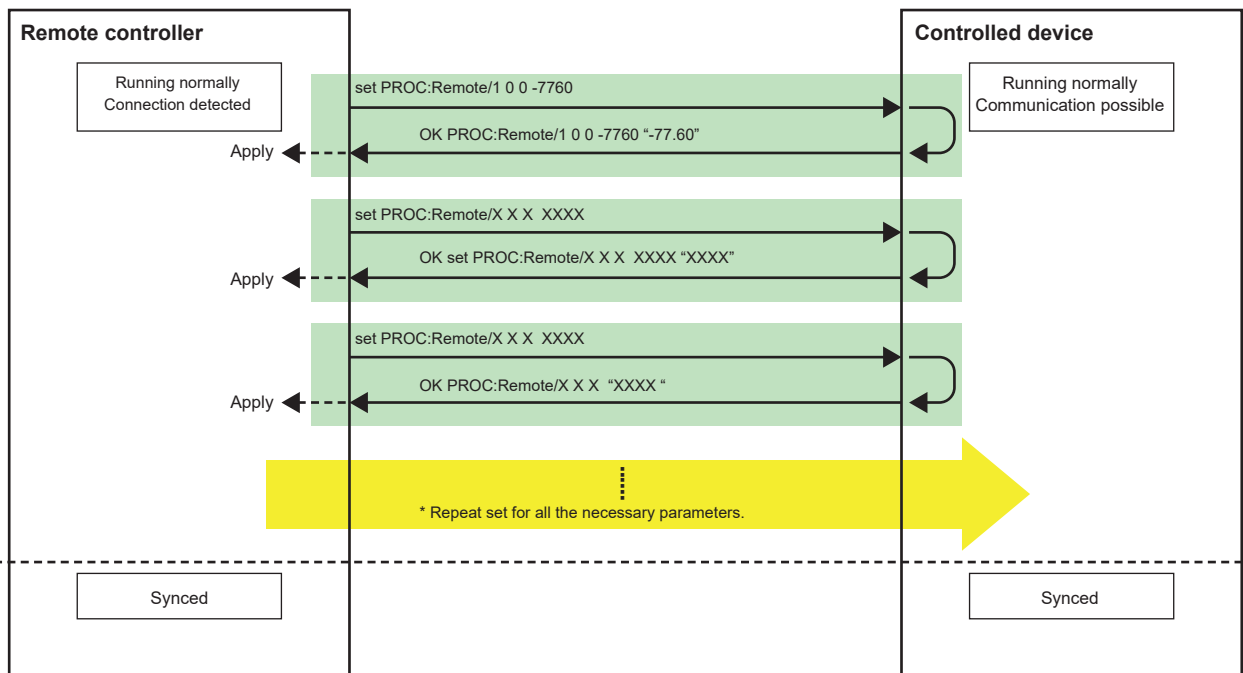 Remote controller
Controlled device
Running normally
Connection detected
set PROC:Remote/1 0 0 -7760
Running normally
Communication possible
OK PROC:Remote/1 0 0 -7760 “-77.60”
Apply
set PROC:Remote/X X X  XXXX
OK set PROC:Remote/X X X  XXXX “XXXX”
Apply
set PROC:Remote/X X X  XXXX
OK PROC:Remote/X X X  “XXXX “
Apply
* Repeat set for all the necessary parameters.
Synced
Synced